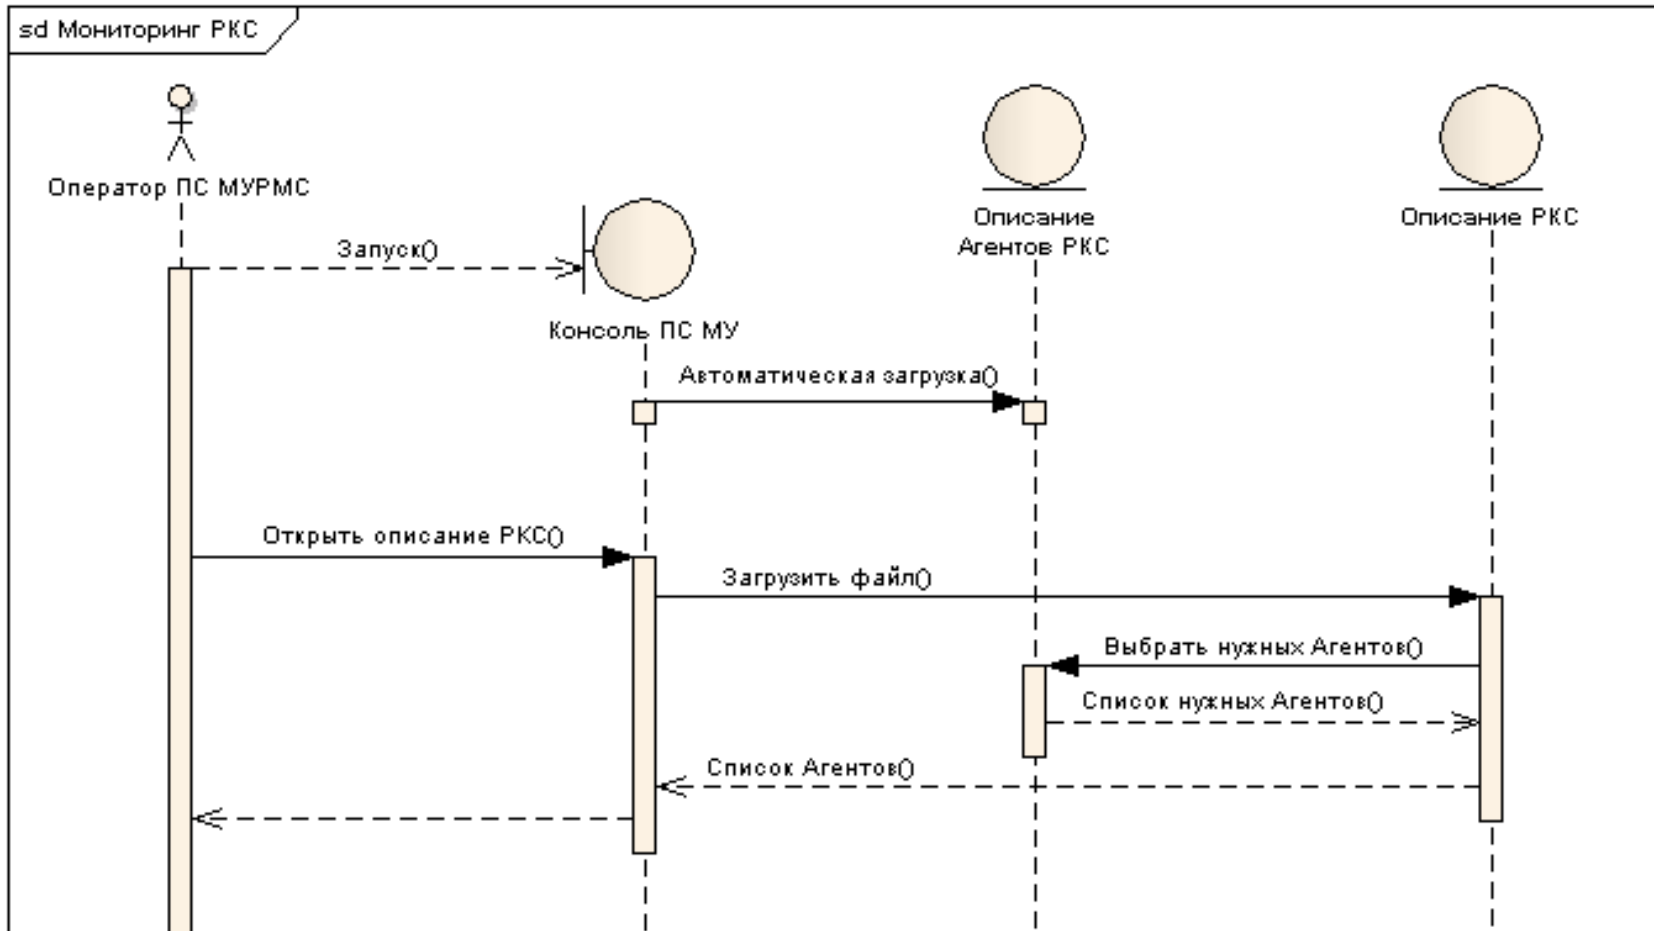 sd Мониторинг РКС
Оператор ПС МУРМС
Описание
Агентов РКС
Описание РКС
Запуск()
Консоль ПС МУ
Автоматическая загрузка()
Открыть описание РКС()
Загрузить файл()
Выбрать нужных Агентов()
Список нужных Агентов()
Список Агентов()